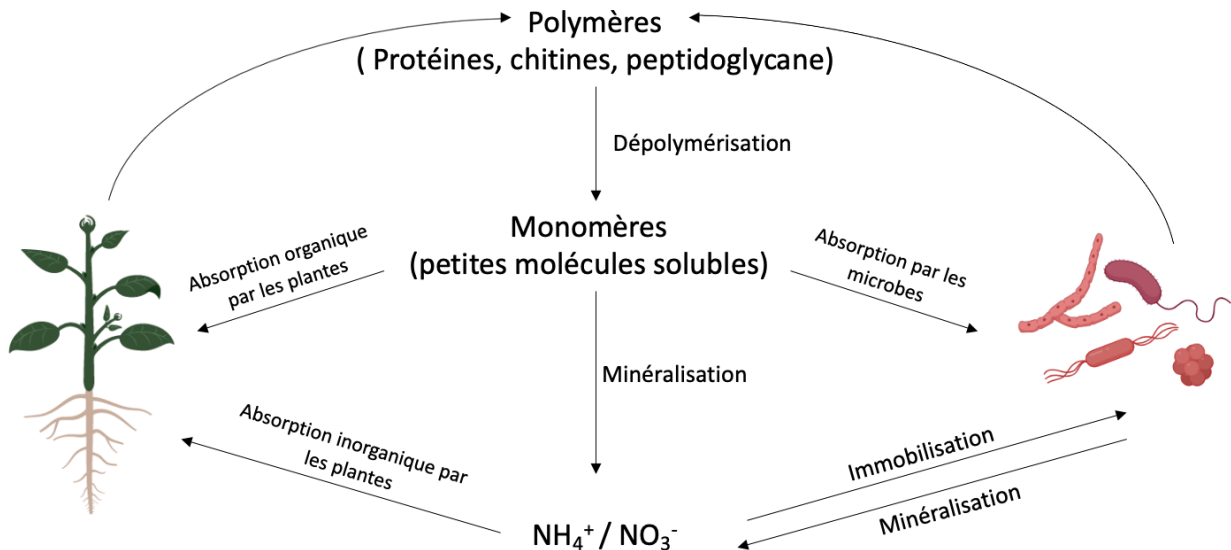 Polymères
( Protéines, chitines, peptidoglycane)
Dépolymérisation
Monomères
(petites molécules solubles)
Absorption organique
par les plantes
Absorption par les
microbes
Minéralisation
Absorption inorganique par
les plantes
Immobilisation
Minéralisation
NH₄⁺ / NO₃⁻